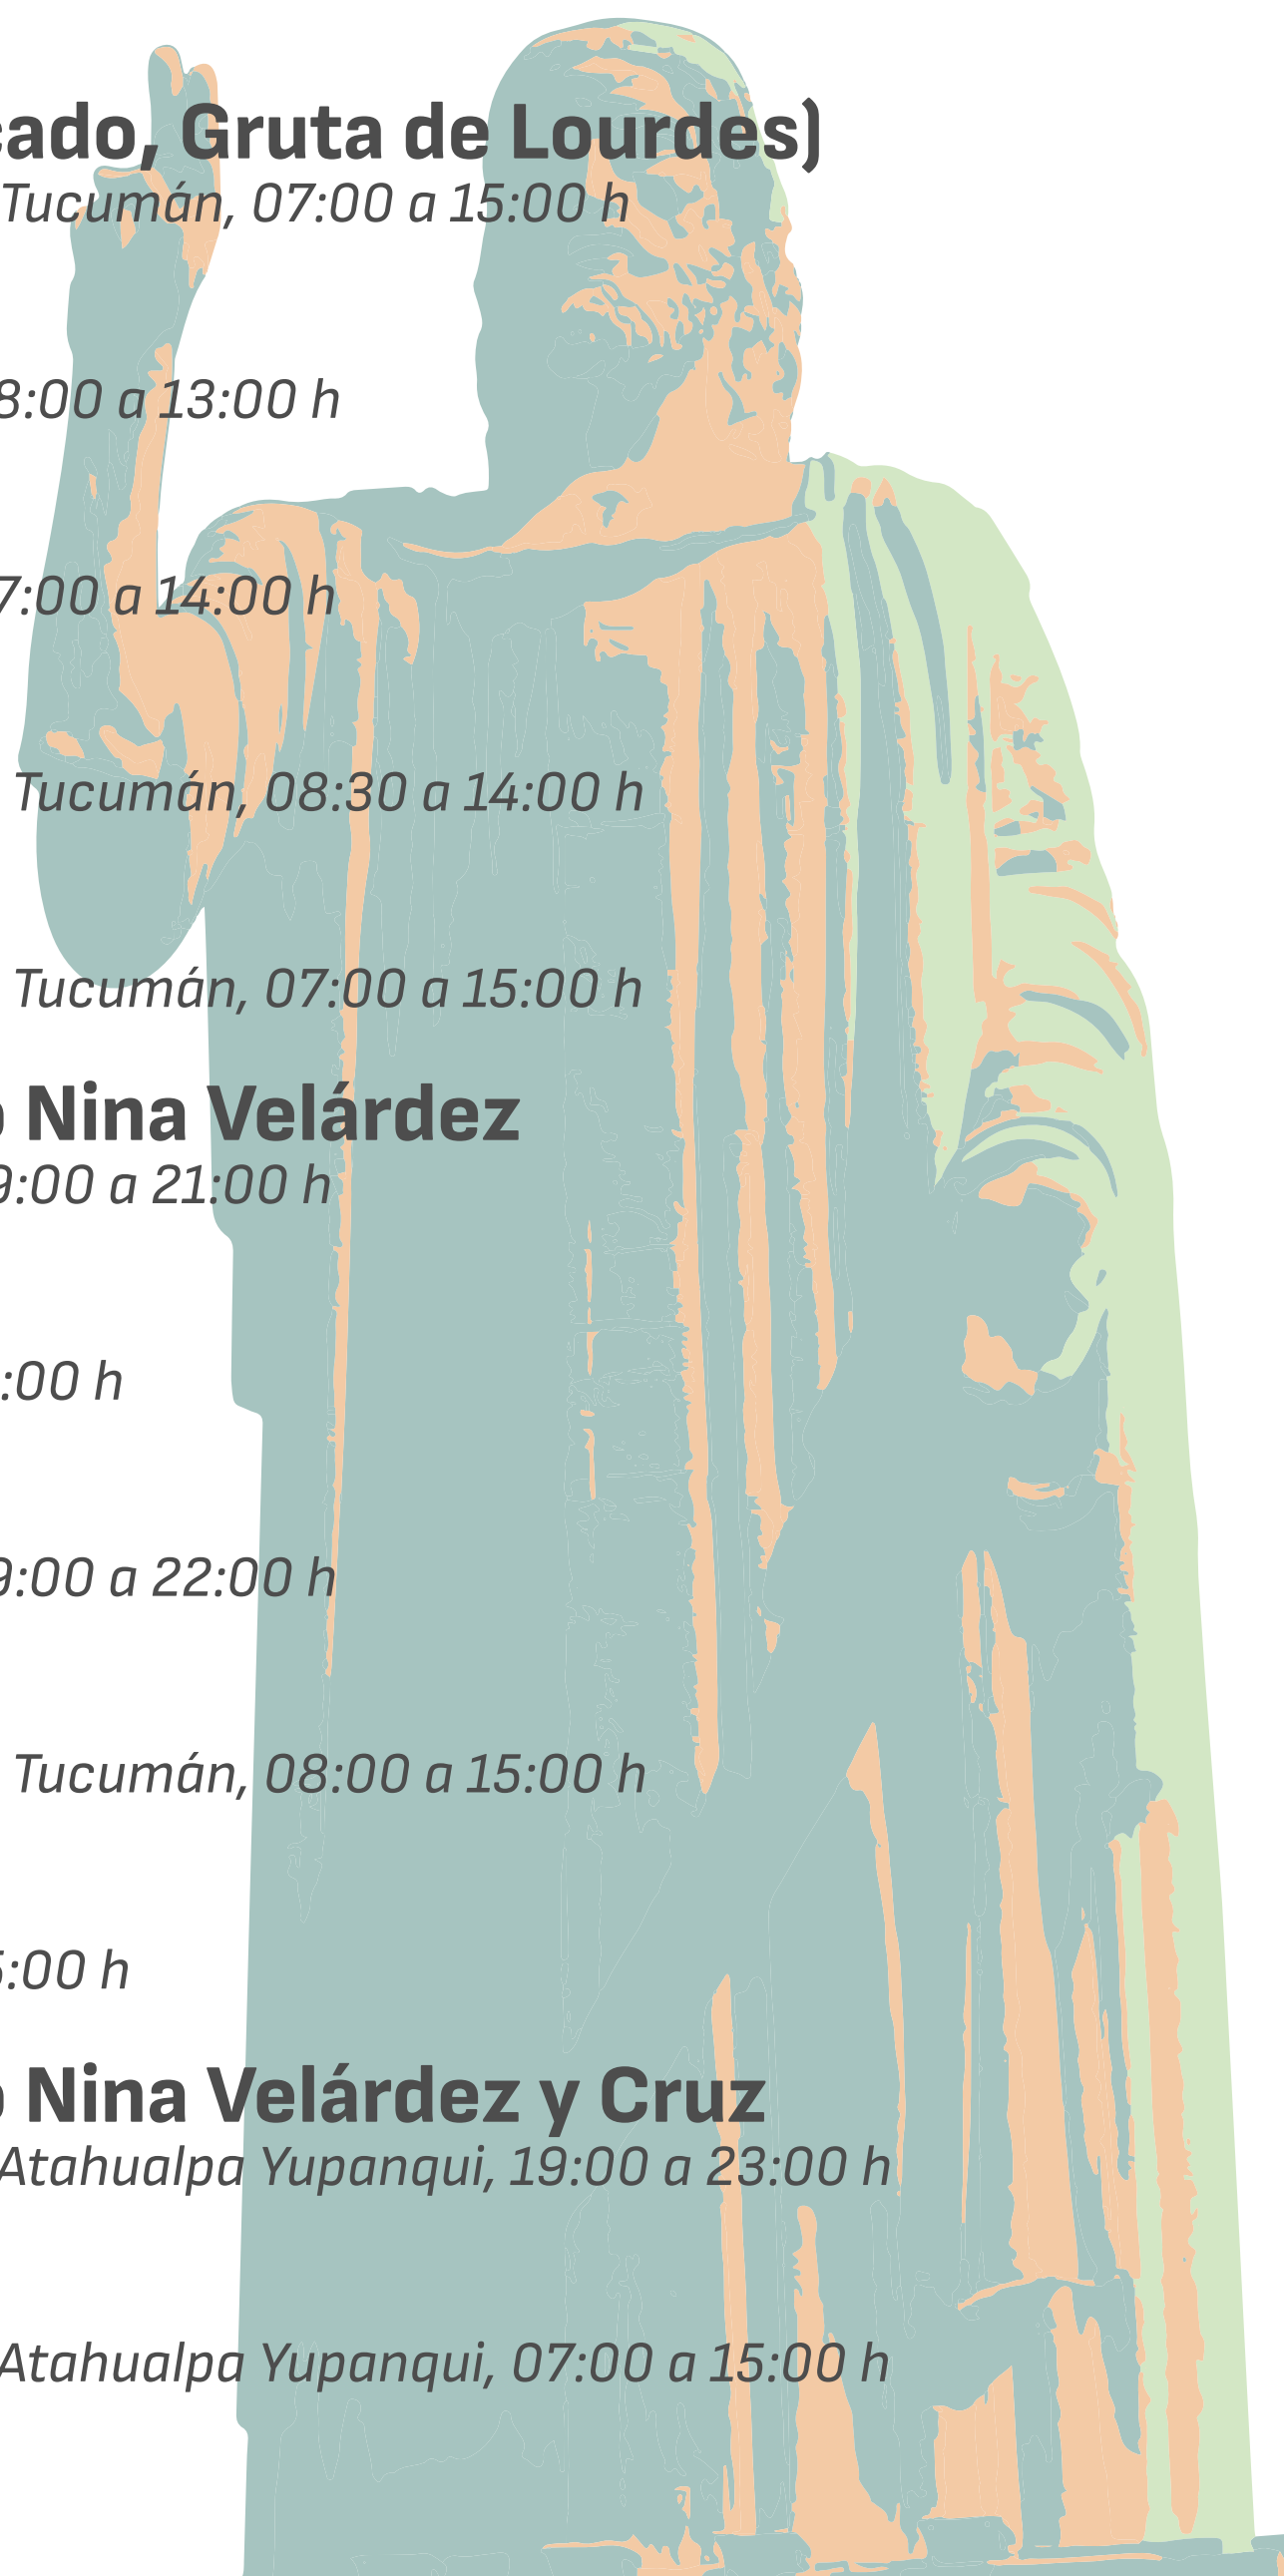 cado, Gruta de Lourdes)
Tucumán, 07:00 a 15:00 h
8:00 a 13:00 h
7:00 a 14:00 h
Tucumán, 08:30 a 14:00 h
Tucumán, 07:00 a 15:00 h
o Nina Velárdez
9:00 a 21:00 h
:00 h
9:00 a 22:00 h
Tucumán, 08:00 a 15:00 h
5:00 h
o Nina Velárdez y Cruz
Atahualpa Yupanqui, 19:00 a 23:00 h
Atahualpa Yupanqui, 07:00 a 15:00 h